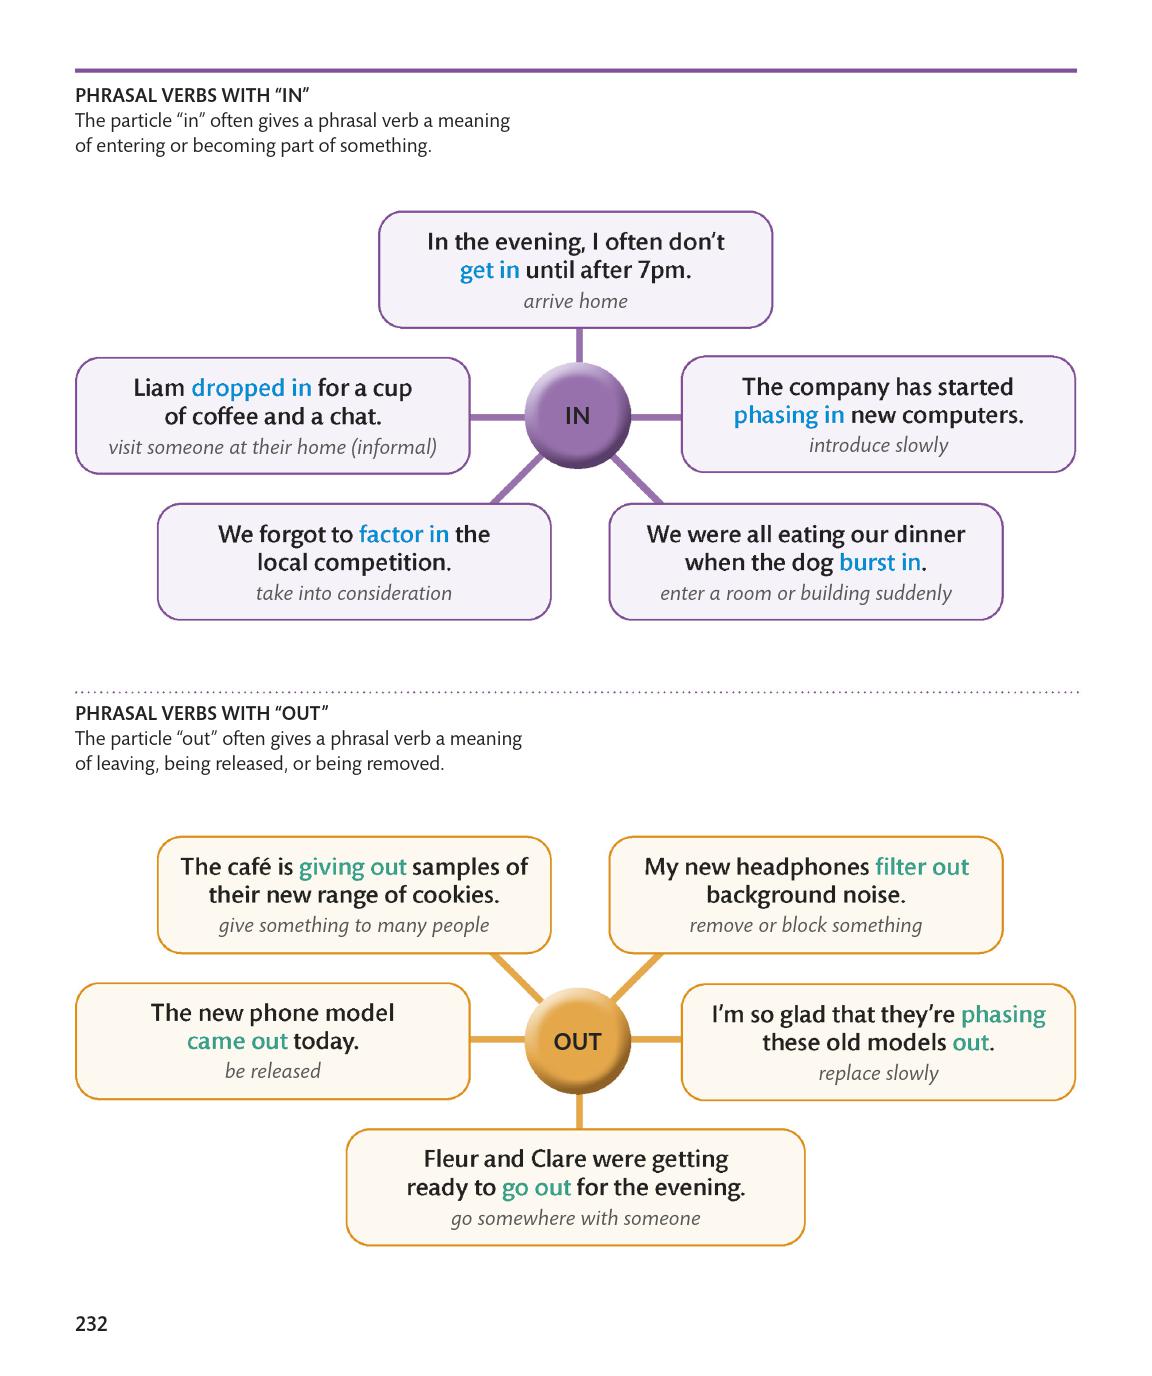 PHRASAL VERBS WITH “IN”
The particle “in” often gives a phrasal verb a meaning
of entering or becoming part of something.
In the evening, I often don’t
get in until after 7pm.
arrive home
Liam dropped in for a cup
of coffee and a chat.
visit someone at their home (informal)
IN
The company has started
phasing in new computers.
introduce slowly
We forgot to factor in the
local competition.
take into consideration
We were all eating our dinner
when the dog burst in.
enter a room or building suddenly
PHRASAL VERBS WITH “OUT”
The particle “out” often gives a phrasal verb a meaning
of leaving, being released, or being removed.
The café is giving out samples of
their new range of cookies.
give something to many people
My new headphones filter out
background noise.
remove or block something
The new phone model
came out today.
be released
OUT
I’m so glad that they’re phasing
these old models out.
replace slowly
Fleur and Clare were getting
ready to go out for the evening.
go somewhere with someone
232